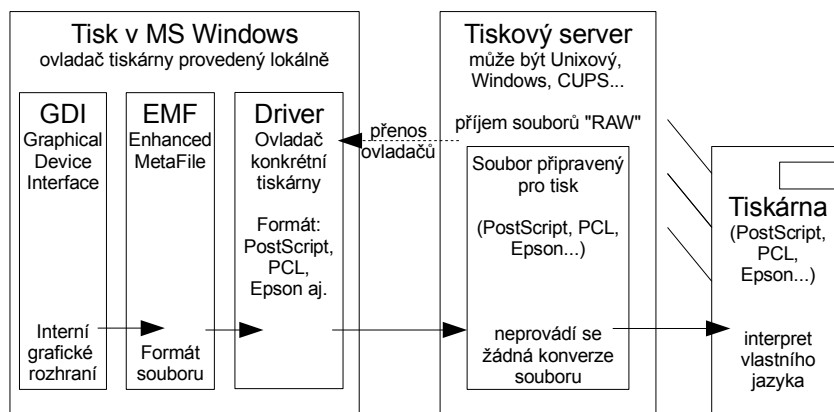 Tisk v MS Windows
ovladač tiskárny provedený lokálně
GDI
Graphical
Device
Interface
Interní
grafické
rozhraní
EMF
Enhanced
MetaFile
Formát
souboru
Driver
Ovladač
konkrétní
tiskárny
Formát:
PostScript,
PCL,
Epson aj.
přenos
ovladačů
Tiskový server
může být Unixový,
Windows, CUPS...
příjem souborů "RAW"
Soubor připravený
pro tisk
(PostScript, PCL,
Epson...)
neprovádí se
žádná konverze
souboru
Tiskárna
(PostScript,
PCL,
Epson...)
interpret
vlastního
jazyka